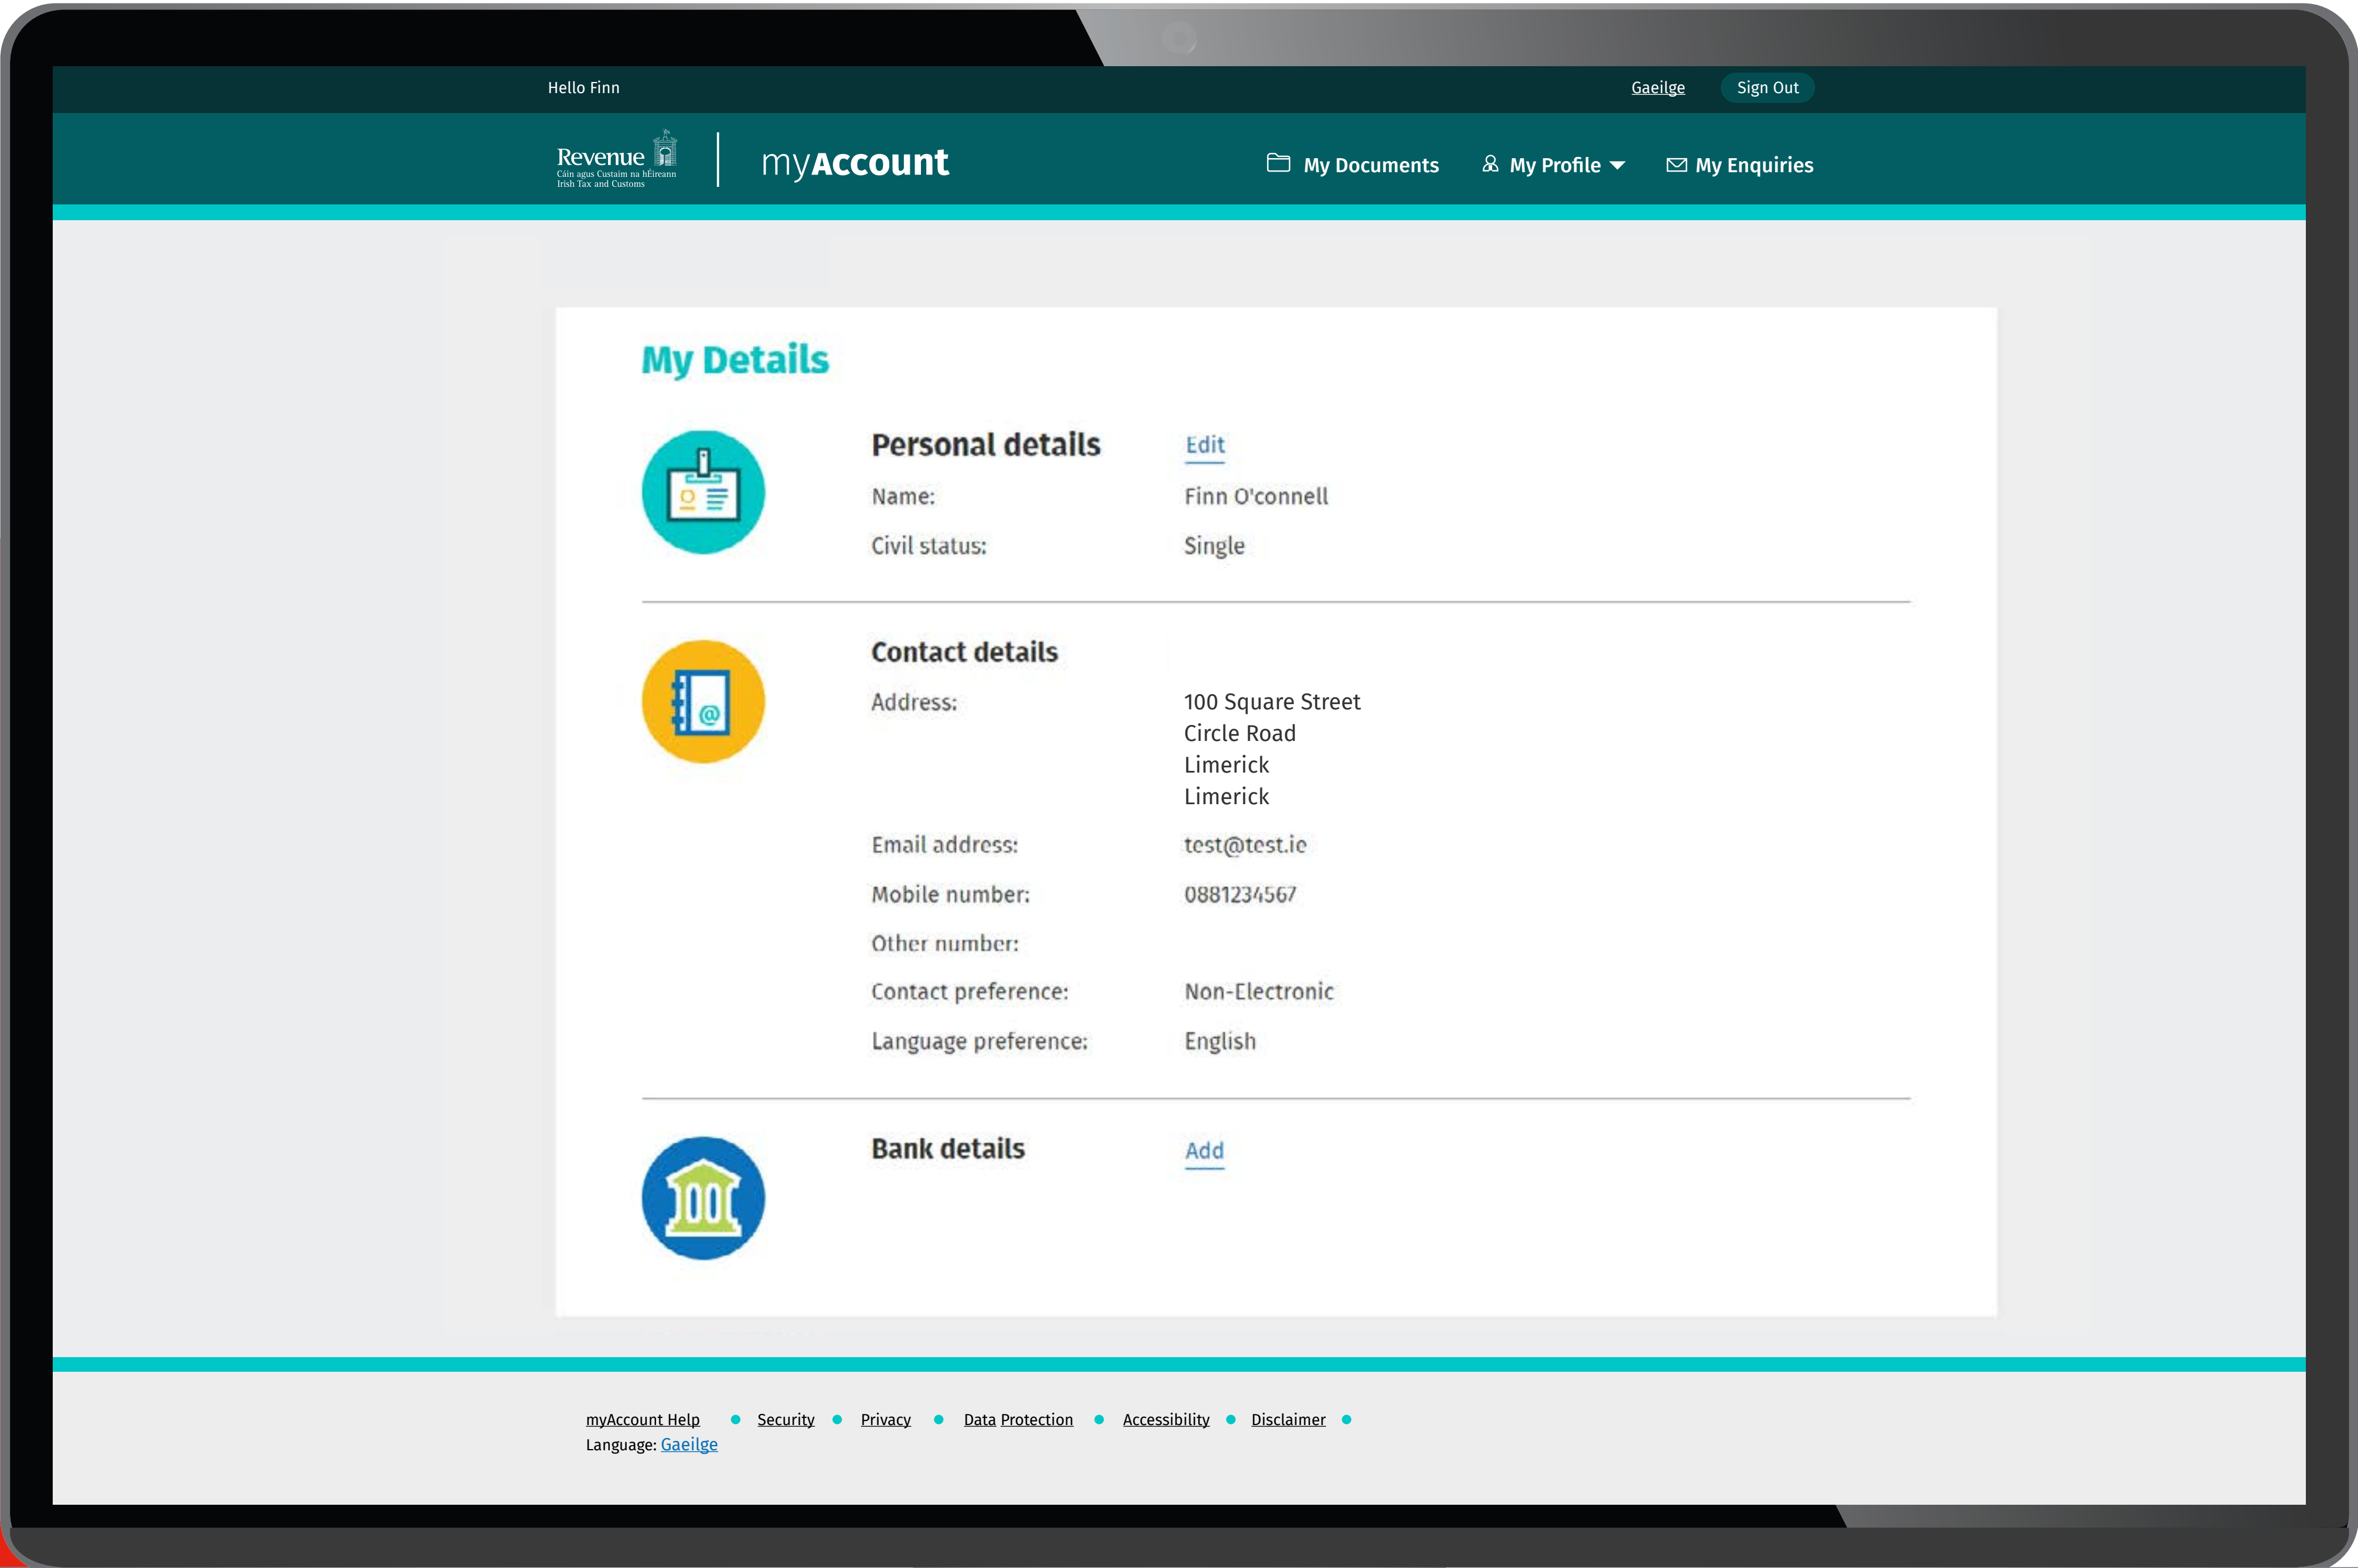 Hello Finn
Gaeilge
Sign Out
Revenue
Cáin agus Custaim na hÉireann
Irish Tax and Customs
myAccount
My Documents
My Profile
My Enquiries
My Details
Personal details Edit
Name: Finn O'connell
Civil status: Single
Contact details
Address: 100 Square Street
Circle Road
Limerick
Limerick
Email address: test@test.ie
Mobile number: 0881234567
Other number:
Contact preference: Non-Electronic
Language preference: English
Bank details Add
myAccount Help • Security • Privacy • Data Protection • Accessibility • Disclaimer •
Language: Gaeilge